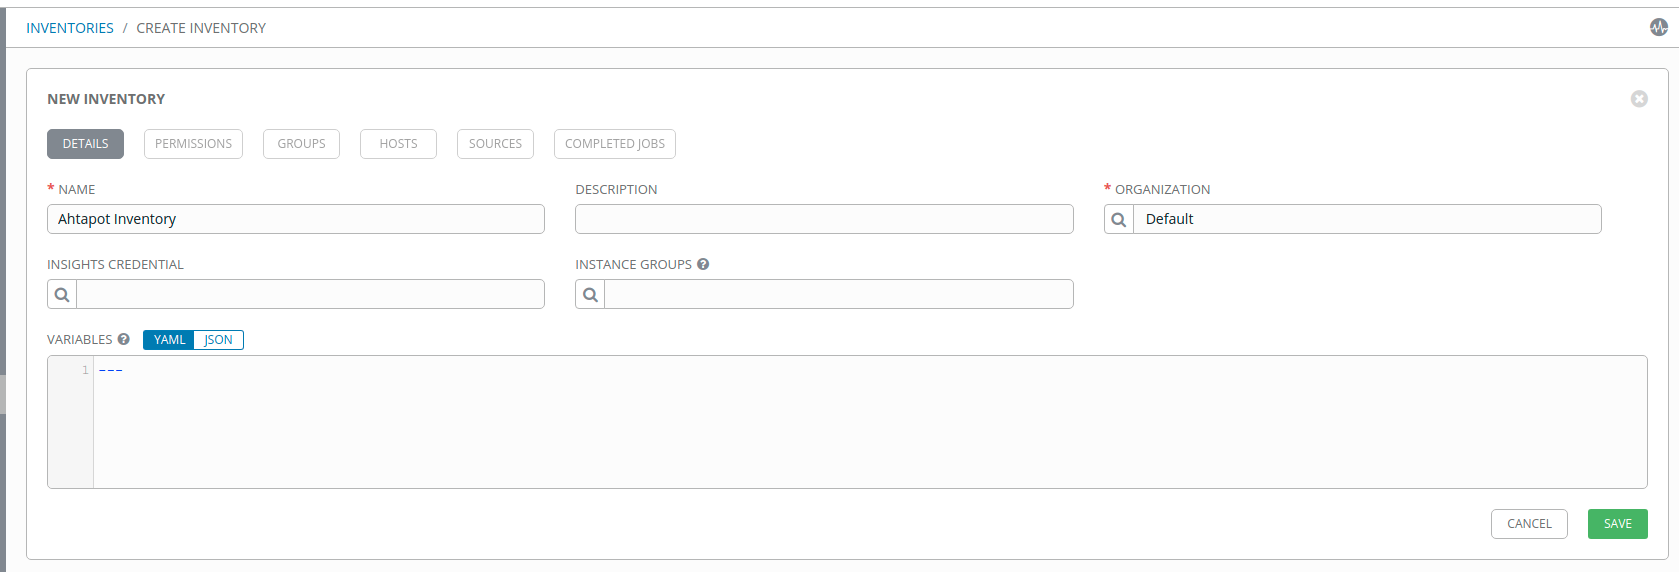 INVENTORIES / CREATE INVENTORY
NEW INVENTORY
DETAILS PERMISSIONS GROUPS HOSTS SOURCES COMPLETED JOBS
* NAME DESCRIPTION * ORGANIZATION
Ahtapot Inventory Default
INSIGHTS CREDENTIAL INSTANCE GROUPS ?
VARIABLES ? YAML JSON
1 ---
CANCEL SAVE